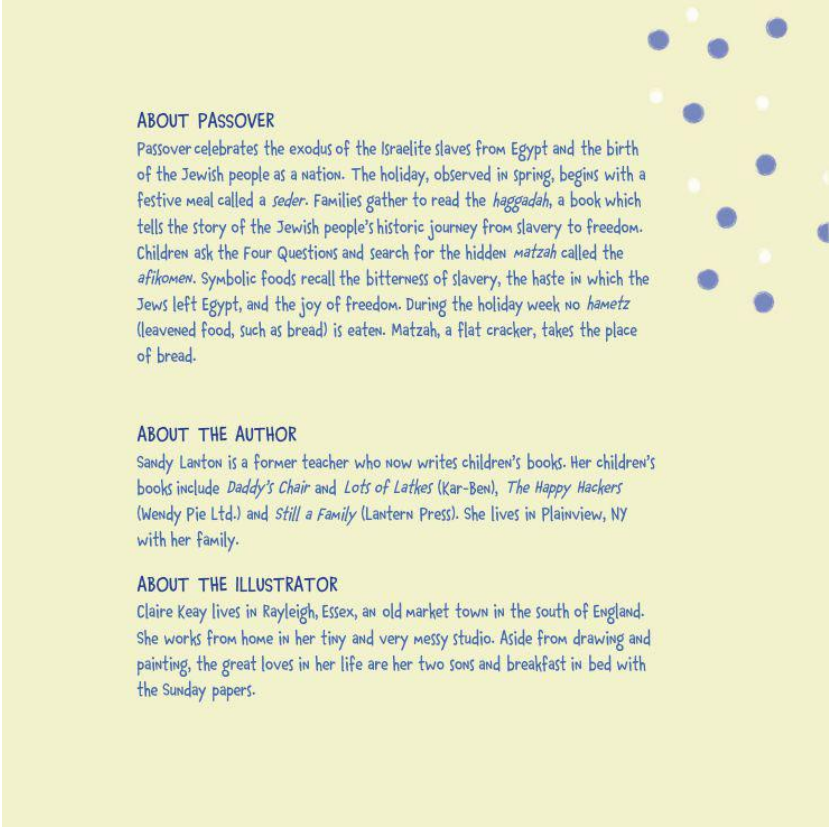 ABOUT PASSOVER
Passover celebrates the exodus of the Israelite slaves from Egypt and the birth
of the Jewish people as a nation. The holiday, observed in spring, begins with a
festive meal called a seder. Families gather to read the haggadah, a book which
tells the story of the Jewish people's historic journey from slavery to freedom.
Children ask the Four Questions and search for the hidden matzah called the
afikomen. Symbolic foods recall the bitterness of slavery, the haste in which the
Jews left Egypt, and the joy of freedom. During the holiday week no hametz
(leavened food, such as bread) is eaten. Matzah, a flat cracker, takes the place
of bread.
ABOUT THE AUTHOR
Sandy Lanton is a former teacher who now writes children's books. Her children's
books include Daddy's Chair and Lots of Latkes (Kar-Ben), The Happy Hackers
(Wendy Pie Ltd.) and Still a Family (Lantern Press). She lives in Plainview, NY
with her family.
ABOUT THE ILLUSTRATOR
Claire Keay lives in Rayleigh, Essex, an old market town in the south of England.
She works from home in her tiny and very messy studio. Aside from drawing and
painting, the great loves in her life are her two sons and breakfast in bed with
the Sunday papers.